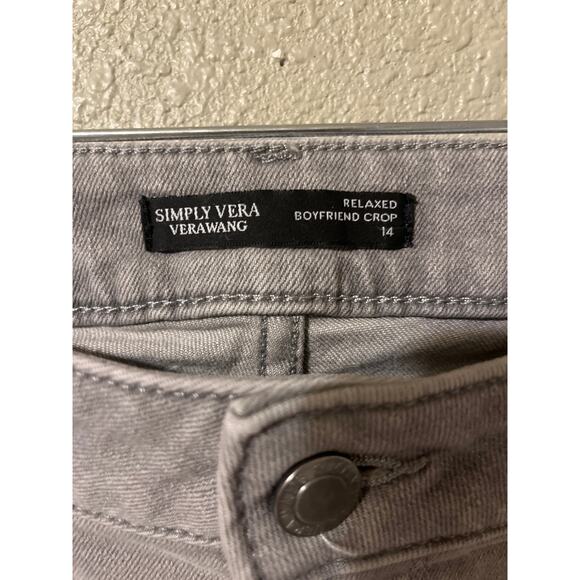 SIMPLY VERA
VERAWANG
RELAXED
BOYFRIEND CROP
14